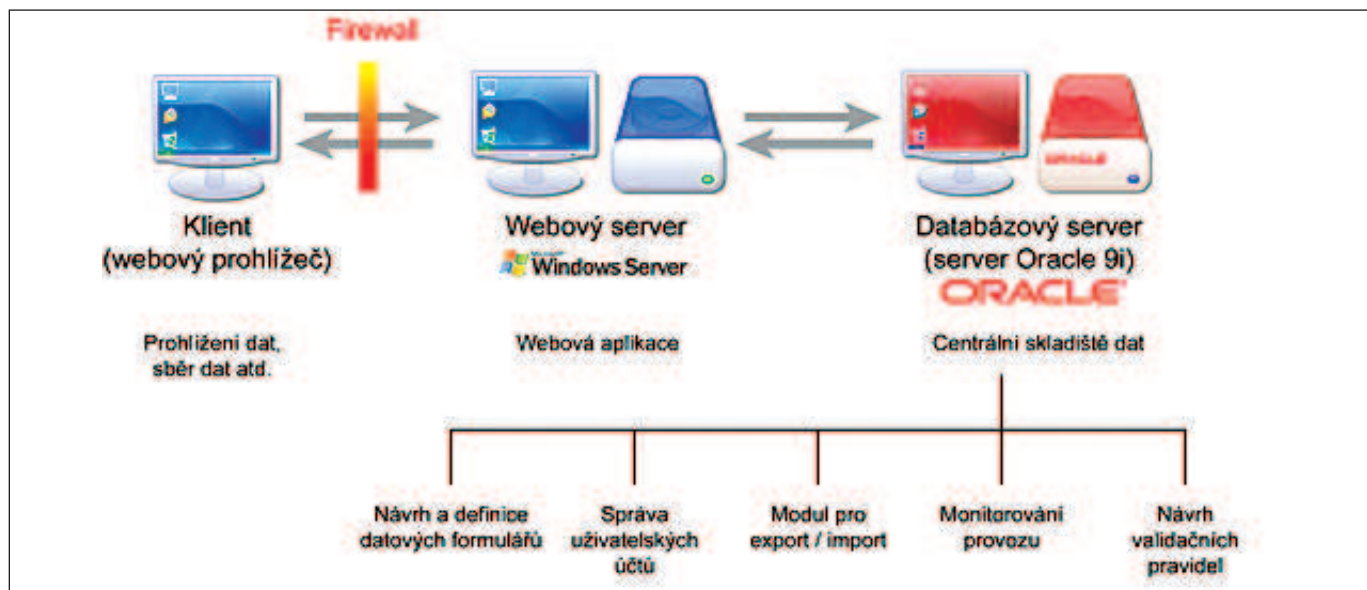 Firewall
Klient
(webový prohlížeč)
Webový server
Microsoft
Windows Server
Databázový server
(server Oracle 9i)
ORACLE
ORACLE
Prohlížení dat,
sběr dat atd.
Webová aplikace
Centrální skladiště dat
Návrh a definice
datových formulářů
Správa
uživatelských
účtů
Modul pro
export / import
Monitorování
provozu
Návrh
validačních
pravidel